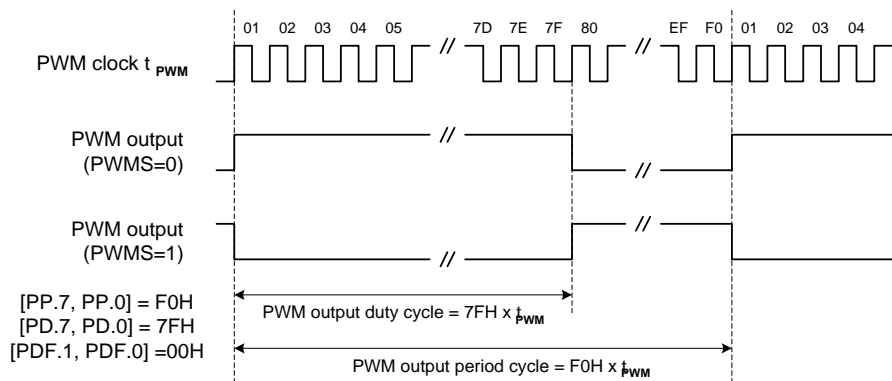 01 02 03 04 05 7D 7E 7F 80 EF F0 01 02 03 04
PWM clock t PWM
PWM output
(PWMS=0)
PWM output
(PWMS=1)
[PP.7, PP.0] = F0H
[PD.7, PD.0] = 7FH
[PDF.1, PDF.0] =00H
PWM output duty cycle = 7FH x tPWM
PWM output period cycle = F0H x tPWM